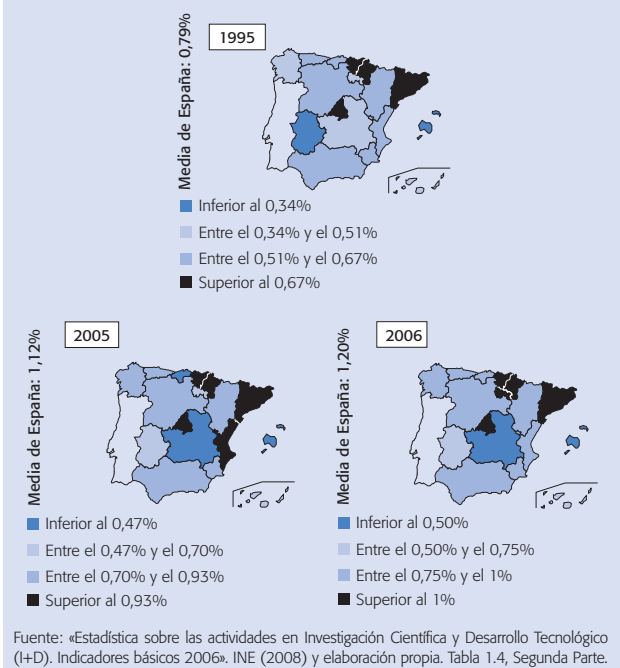 1995
Media de España: 0,79%
Inferior al 0,34%
Entre el 0,34% y el 0,51%
Entre el 0,51% y el 0,67%
Superior al 0,67%
2005
Media de España: 1,12%
Inferior al 0,47%
Entre el 0,47% y el 0,70%
Entre el 0,70% y el 0,93%
Superior al 0,93%
2006
Media de España: 1,20%
Inferior al 0,50%
Entre el 0,50% y el 0,75%
Entre el 0,75% y el 1%
Superior al 1%
Fuente: «Estadística sobre las actividades en Investigación Científica y Desarrollo Tecnológico
(I+D). Indicadores básicos 2006». INE (2008) y elaboración propia. Tabla 1.4, Segunda Parte.